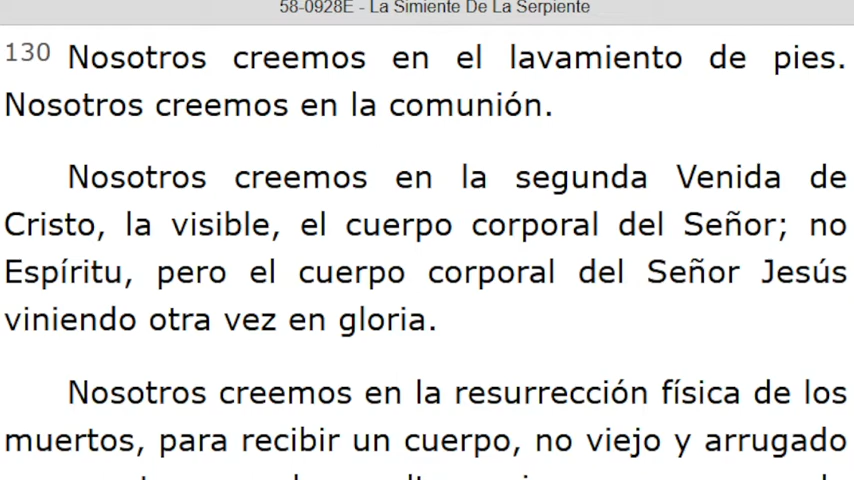 58-0928E - La Simiente De La Serpiente
130 Nosotros creemos en el lavamiento de pies.
Nosotros creemos en la comunión.
Nosotros creemos en la segunda Venida de
Cristo, la visible, el cuerpo corporal del Señor; no
Espíritu, pero el cuerpo corporal del Señor Jesús
viniendo otra vez en gloria.
Nosotros creemos en la resurrección física de los
muertos, para recibir un cuerpo, no viejo y arrugado